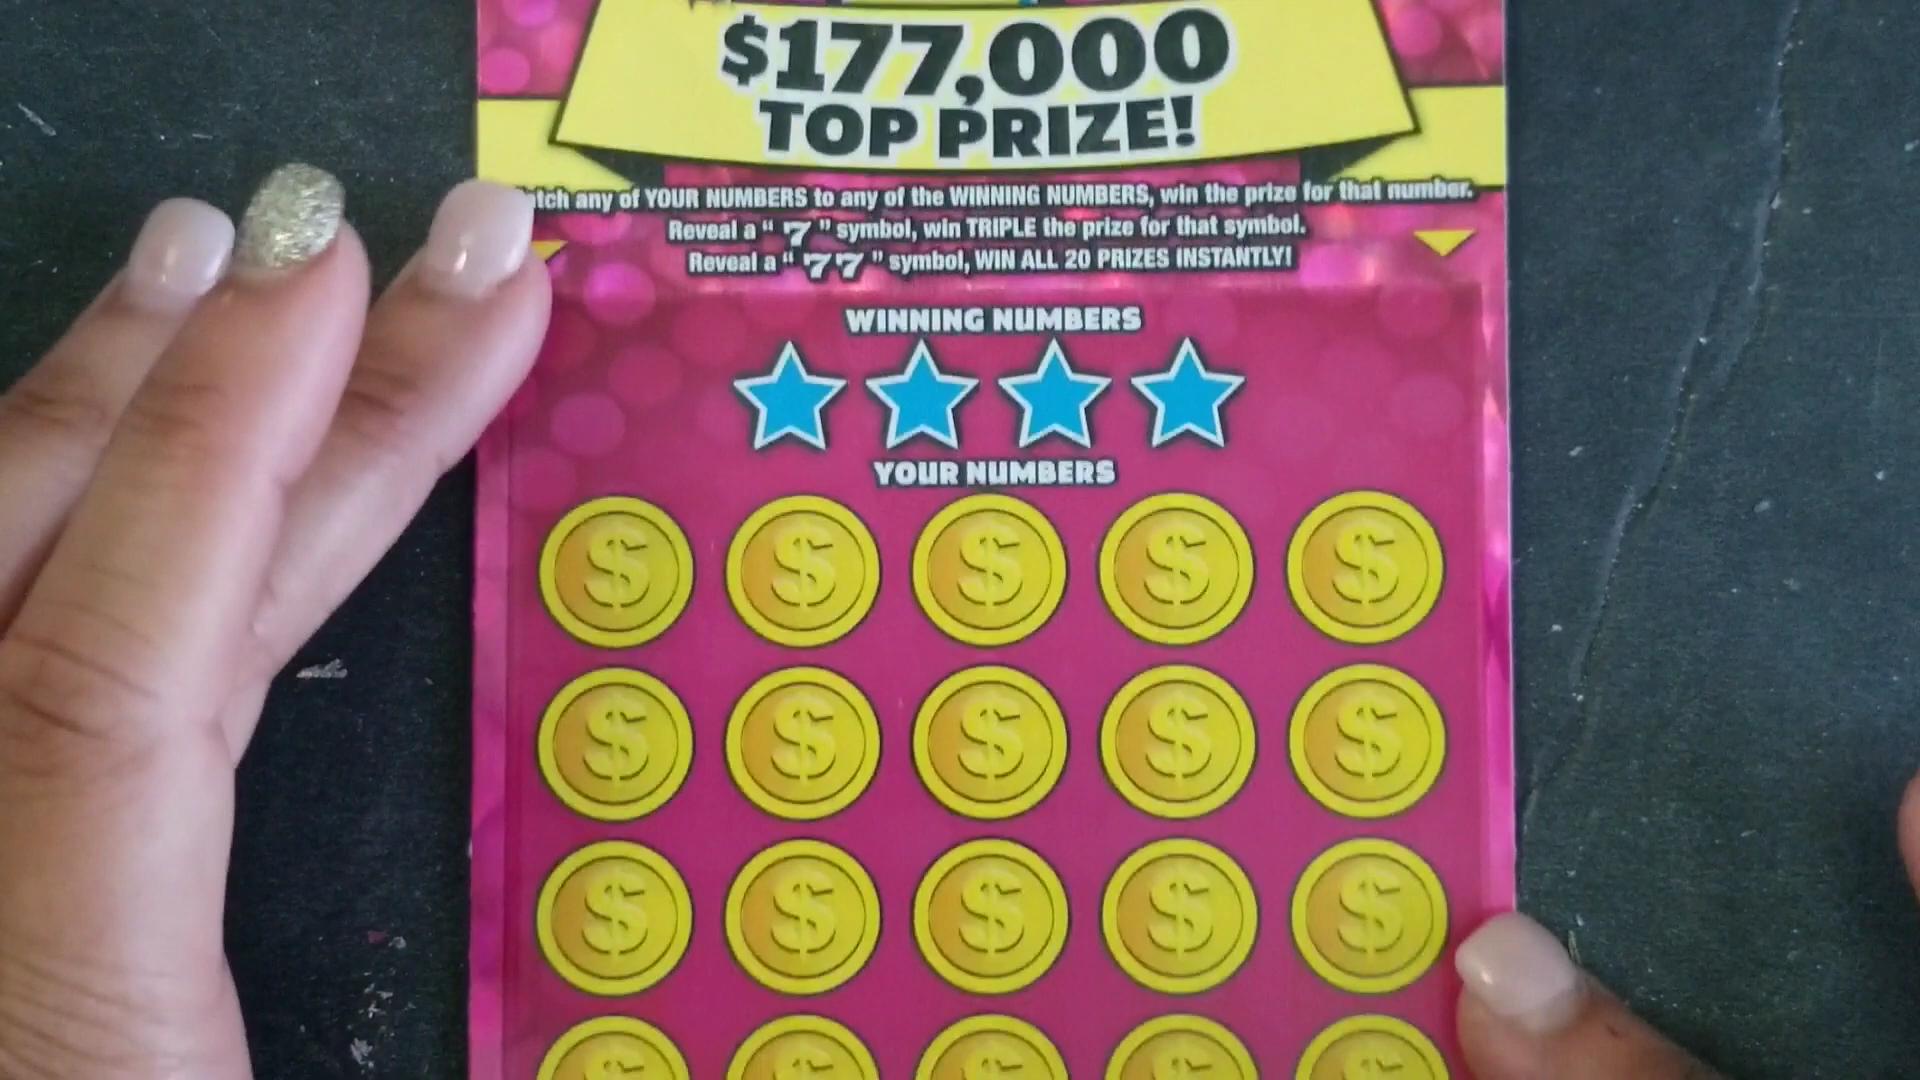 $177,000
TOP PRIZE!
any of YOUR NUMBERS to any of the WINNING NUMBERS, win the prize for that number.
Reveal a "7" symbol, win TRIPLE the prize for that symbol.
Reveal a "77" symbol, WIN ALL 20 PRIZES INSTANTLY!
WINNING NUMBERS
YOUR NUMBERS
$ $ $ $ $
$ $ $ $ $
$ $ $ $ $
$ $ $ $ $